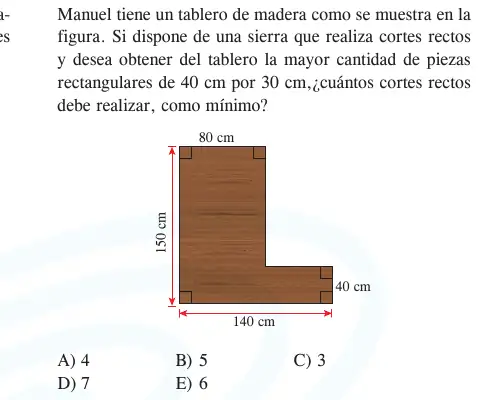 a-
es
Manuel tiene un tablero de madera como se muestra en la
figura. Si dispone de una sierra que realiza cortes rectos
y desea obtener del tablero la mayor cantidad de piezas
rectangulares de 40 cm por 30 cm,¿cuántos cortes rectos
debe realizar, como mínimo?
80 cm
150 cm
40 cm
140 cm
A) 4 B) 5 C) 3
D) 7 E) 6